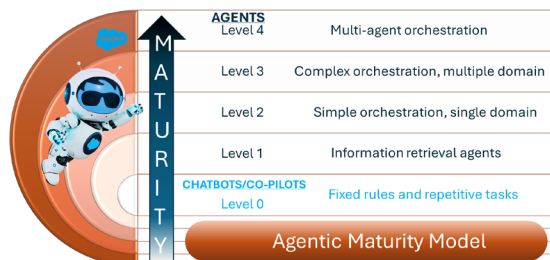 AGENTS
Level 4 Multi-agent orchestration
Level 3 Complex orchestration, multiple domain
Level 2 Simple orchestration, single domain
Level 1 Information retrieval agents
CHATBOTS/CO-PILOTS
Level 0 Fixed rules and repetitive tasks
MATURITY
Agentic Maturity Model